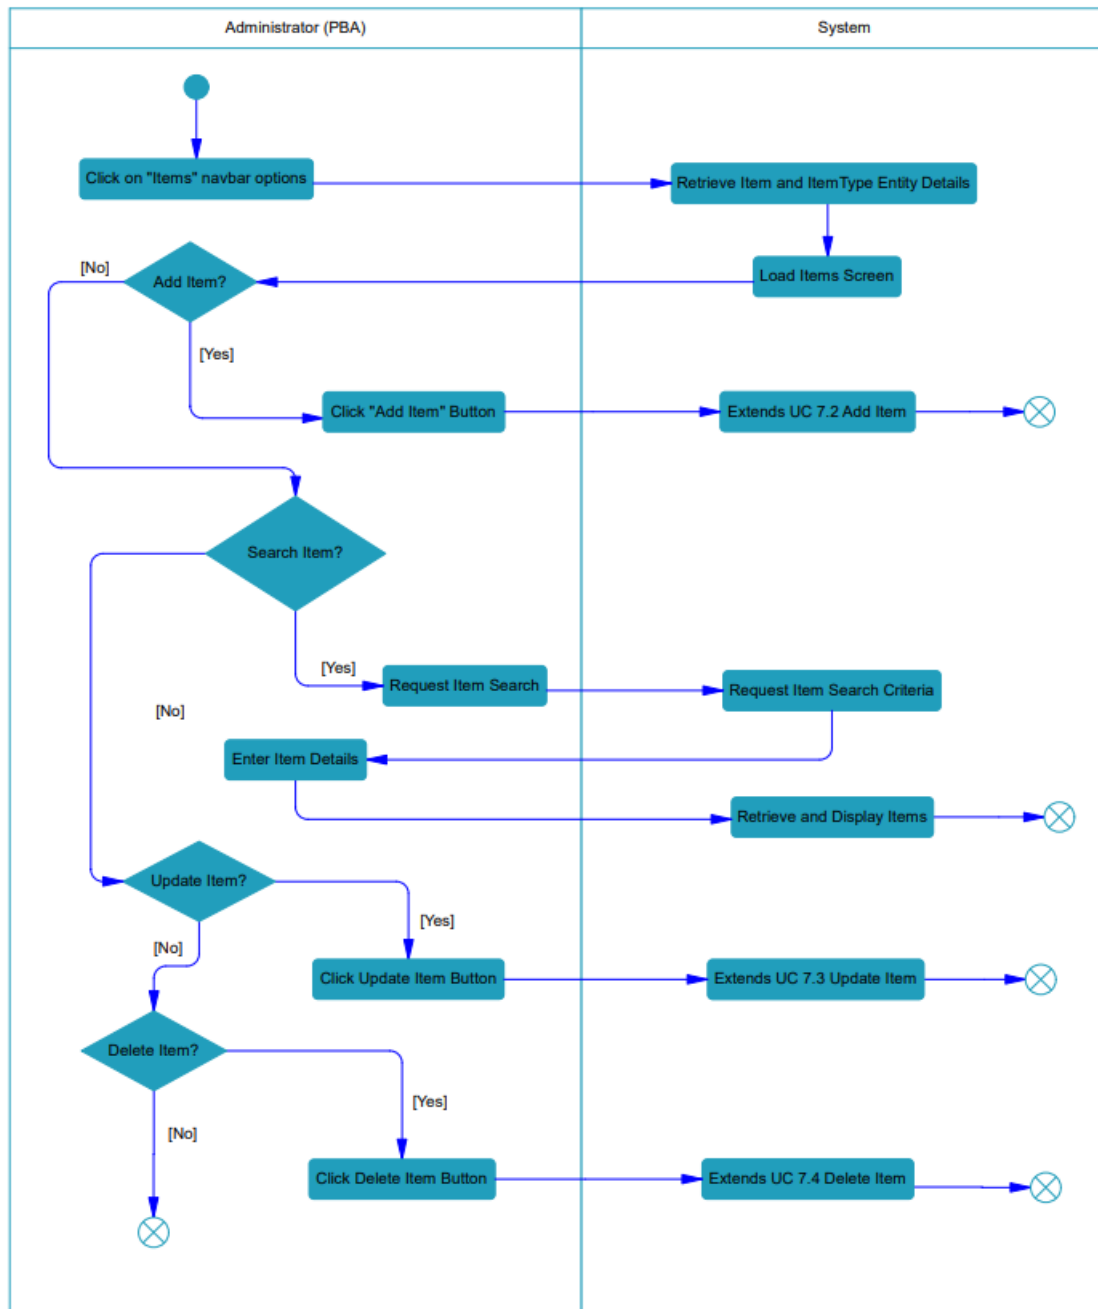 Administrator (PBA)
System
Click on "Items" navbar options
Retrieve Item and ItemType Entity Details
Load Items Screen
[No]
Add Item?
[Yes]
Click "Add Item" Button
Extends UC 7.2 Add Item
Search Item?
[Yes]
Request Item Search
Request Item Search Criteria
[No]
Enter Item Details
Retrieve and Display Items
Update Item?
[Yes]
[No]
Click Update Item Button
Extends UC 7.3 Update Item
Delete Item?
[Yes]
[No]
Click Delete Item Button
Extends UC 7.4 Delete Item